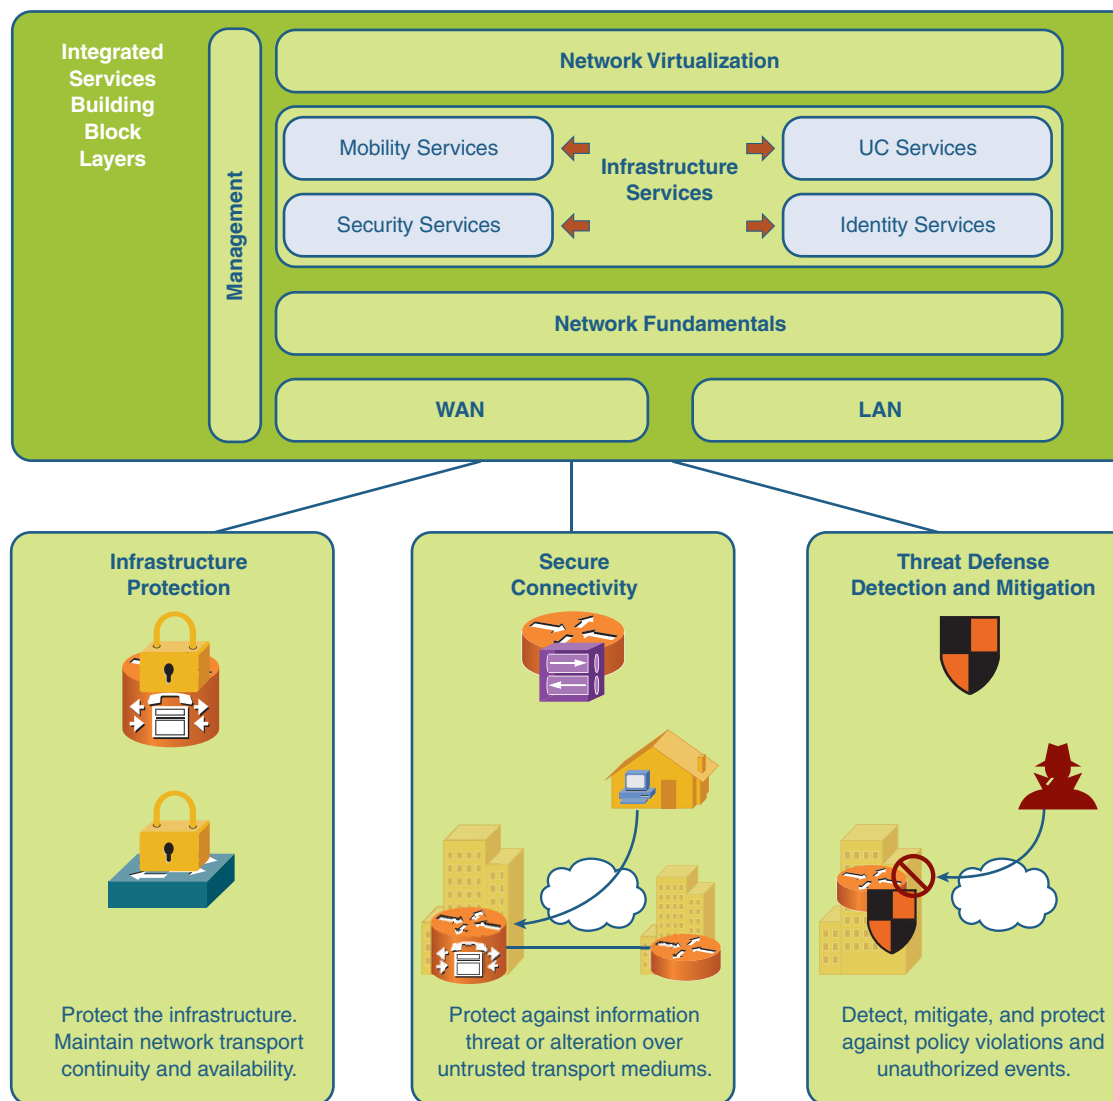 Integrated
Services
Building
Block
Layers
Management
Network Virtualization
Mobility Services
Infrastructure
Services
UC Services
Security Services
Identity Services
Network Fundamentals
WAN
LAN
Infrastructure
Protection
Protect the infrastructure.
Maintain network transport
continuity and availability.
Secure
Connectivity
Protect against information
threat or alteration over
untrusted transport mediums.
Threat Defense
Detection and Mitigation
Detect, mitigate, and protect
against policy violations and
unauthorized events.